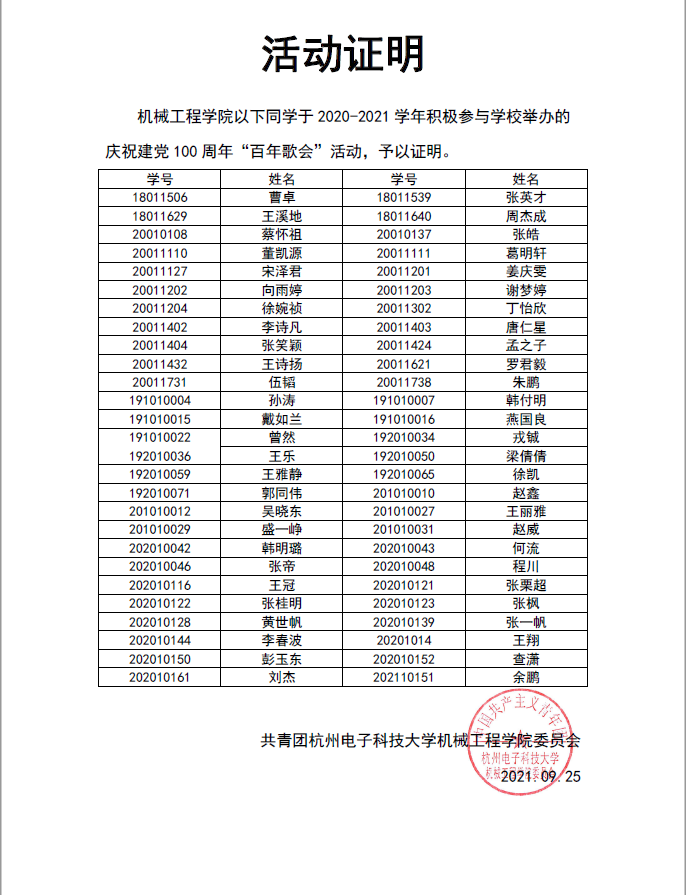 活动证明
机械工程学院以下同学于 2020-2021 学年积极参与学校举办的
庆祝建党 100 周年“百年歌会”活动，予以证明。
学号 姓名 学号 姓名
18011506 曹卓 18011539 张英才
18011629 王溪地 18011640 周杰成
20010108 蔡怀祖 20010137 张皓
20011110 董凯源 20011111 葛明轩
20011127 宋泽君 20011201 姜庆雯
20011202 向雨婷 20011203 谢梦婷
20011204 徐婉祯 20011302 丁怡欣
20011402 李诗凡 20011403 唐仁星
20011404 张笑颖 20011424 孟之子
20011432 王诗扬 20011621 罗君毅
20011731 伍韬 20011738 朱鹏
191010004 孙涛 191010007 韩付明
191010015 戴如兰 191010016 燕国良
191010022 曾然 192010034 戎铖
192010036 王乐 192010050 梁倩倩
192010059 王雅静 192010065 徐凯
192010071 郭同伟 201010010 赵鑫
201010012 吴晓东 201010027 王丽雅
201010029 盛一峥 201010031 赵威
202010042 韩明璐 202010043 何流
202010046 张帝 202010048 程川
202010116 王冠 202010121 张栗超
202010122 张桂明 202010123 张枫
202010128 黄世帆 202010139 张一帆
202010144 李春波 20201014 王翔
202010150 彭玉东 202010152 查潇
202010161 刘杰 202110151 余鹏
中国共产主义青年团
共青团杭州电子科技大学机械工程学院委员会
杭州电子科技大学
机械工程学院委员会
2021.09.25